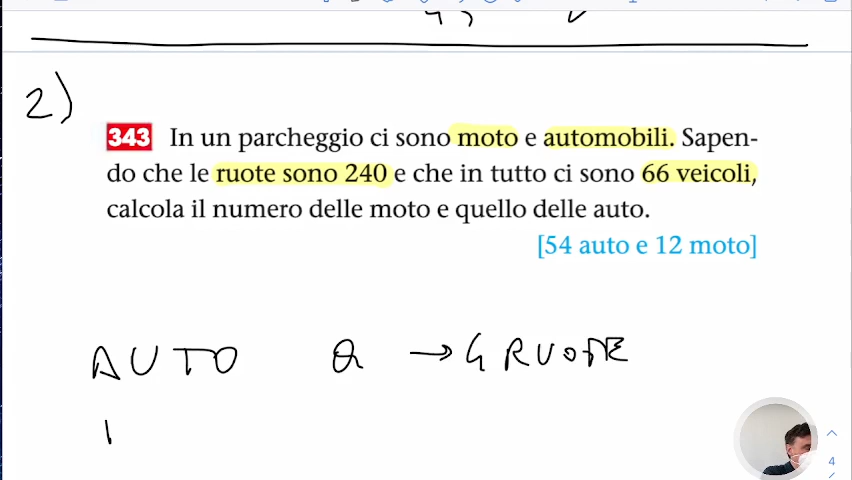 2)
343 In un parcheggio ci sono moto e automobili. Sapen-
do che le ruote sono 240 e che in tutto ci sono 66 veicoli,
calcola il numero delle moto e quello delle auto.
[54 auto e 12 moto]
AUTO a → 4 RUOTE
4